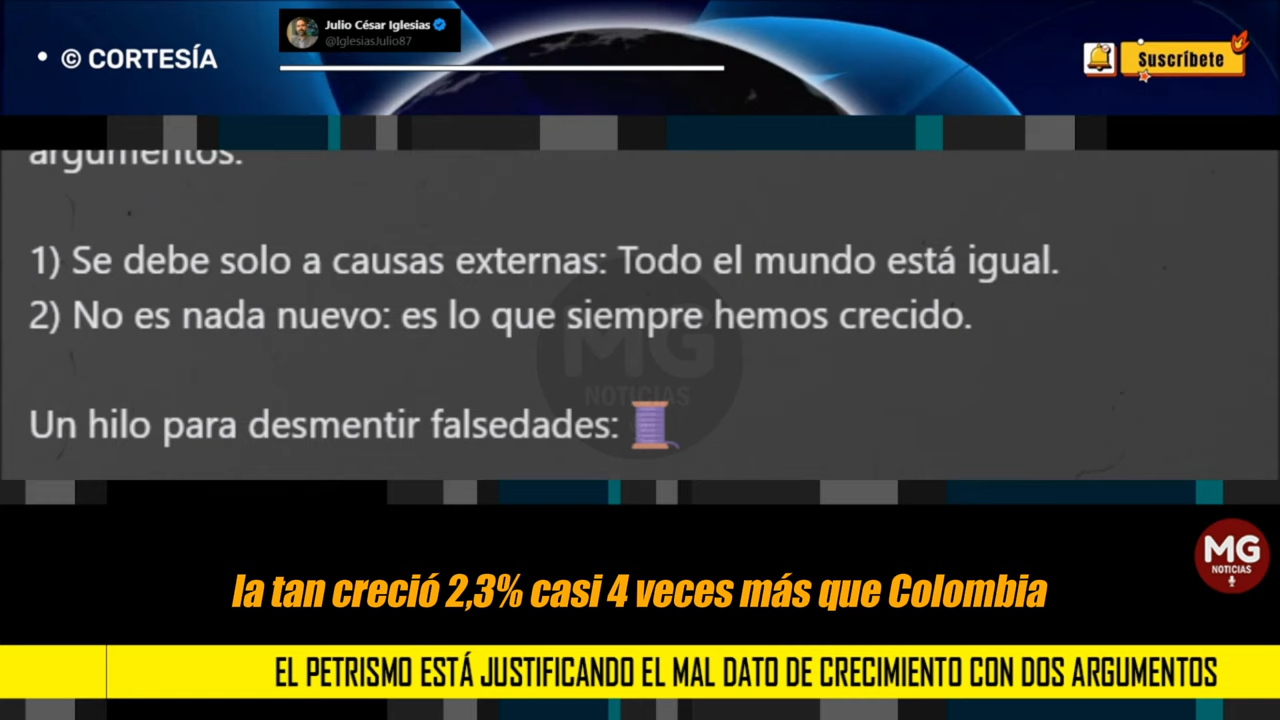 • © CORTESÍA
Julio César Iglesias
@IglesiasJulio87
Suscríbete
argumentos.
1) Se debe solo a causas externas: Todo el mundo está igual.
2) No es nada nuevo: es lo que siempre hemos crecido.
MG
NOTICIAS
Un hilo para desmentir falsedades:
MG
NOTICIAS
la tan creció 2,3% casi 4 veces más que Colombia
EL PETRISMO ESTÁ JUSTIFICANDO EL MAL DATO DE CRECIMIENTO CON DOS ARGUMENTOS